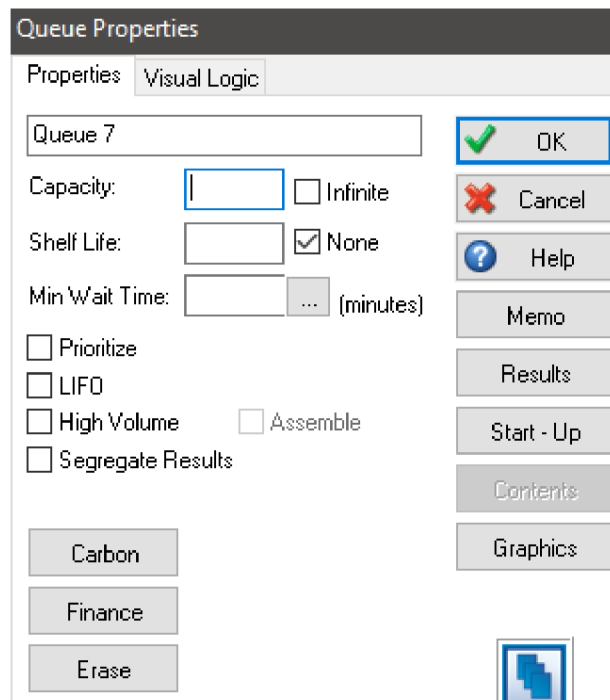 Queue Properties
Properties
Visual Logic
Queue 7
OK
Capacity:
Infinite
Cancel
Shelf Life:
None
Help
Min Wait Time:
...
(minutes)
Memo
Prioritize
LIFO
Results
High Volume
Assemble
Start - Up
Segregate Results
Contents
Carbon
Graphics
Finance
Erase